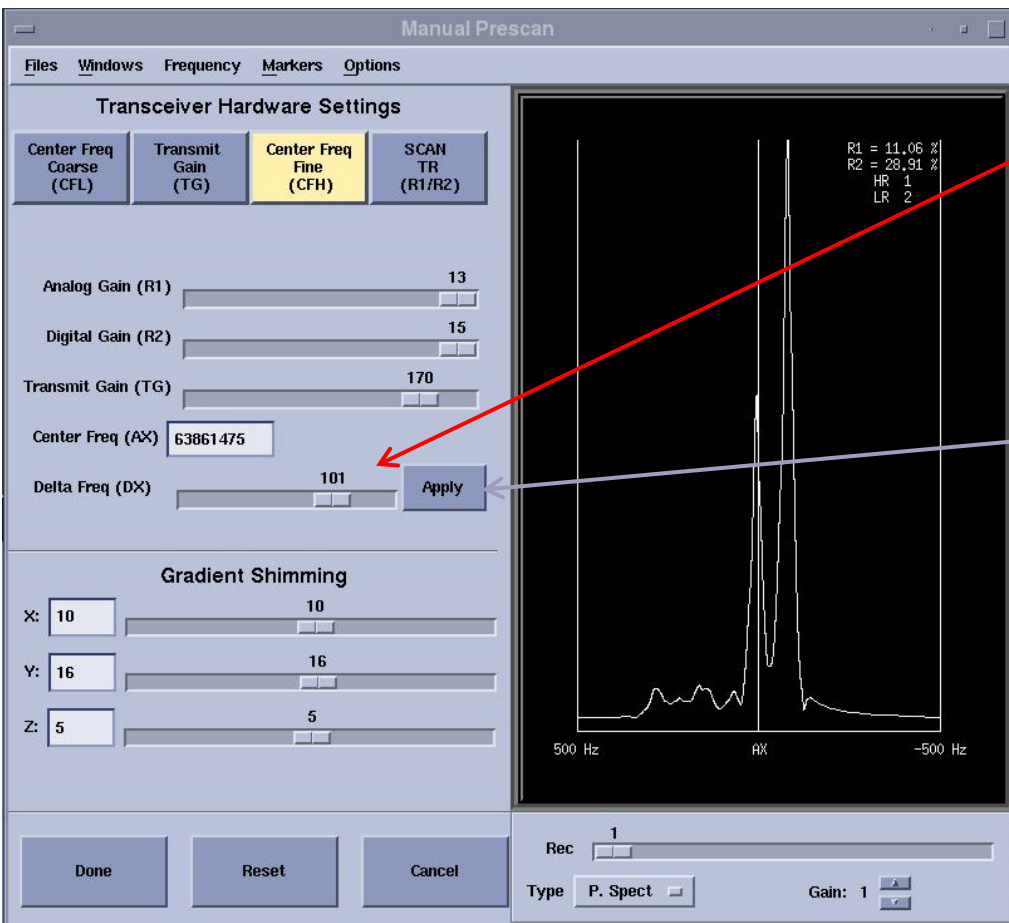 Manual Prescan
Files Windows Frequency Markers Options
Transceiver Hardware Settings
Center Freq
Coarse
(CFL)
Transmit
Gain
(TG)
Center Freq
Fine
(CFH)
SCAN
TR
(R1/R2)
Analog Gain (R1)
13
Digital Gain (R2)
15
Transmit Gain (TG)
170
Center Freq (AX) 63861475
Delta Freq (DX)
101
Apply
Gradient Shimming
X: 10
10
Y: 16
16
Z: 5
5
Done Reset Cancel
R1 = 11.06 %
R2 = 28.91 %
HR 1
LR 2
500 Hz AX -500 Hz
Rec
1
Type P. Spect Gain: 1